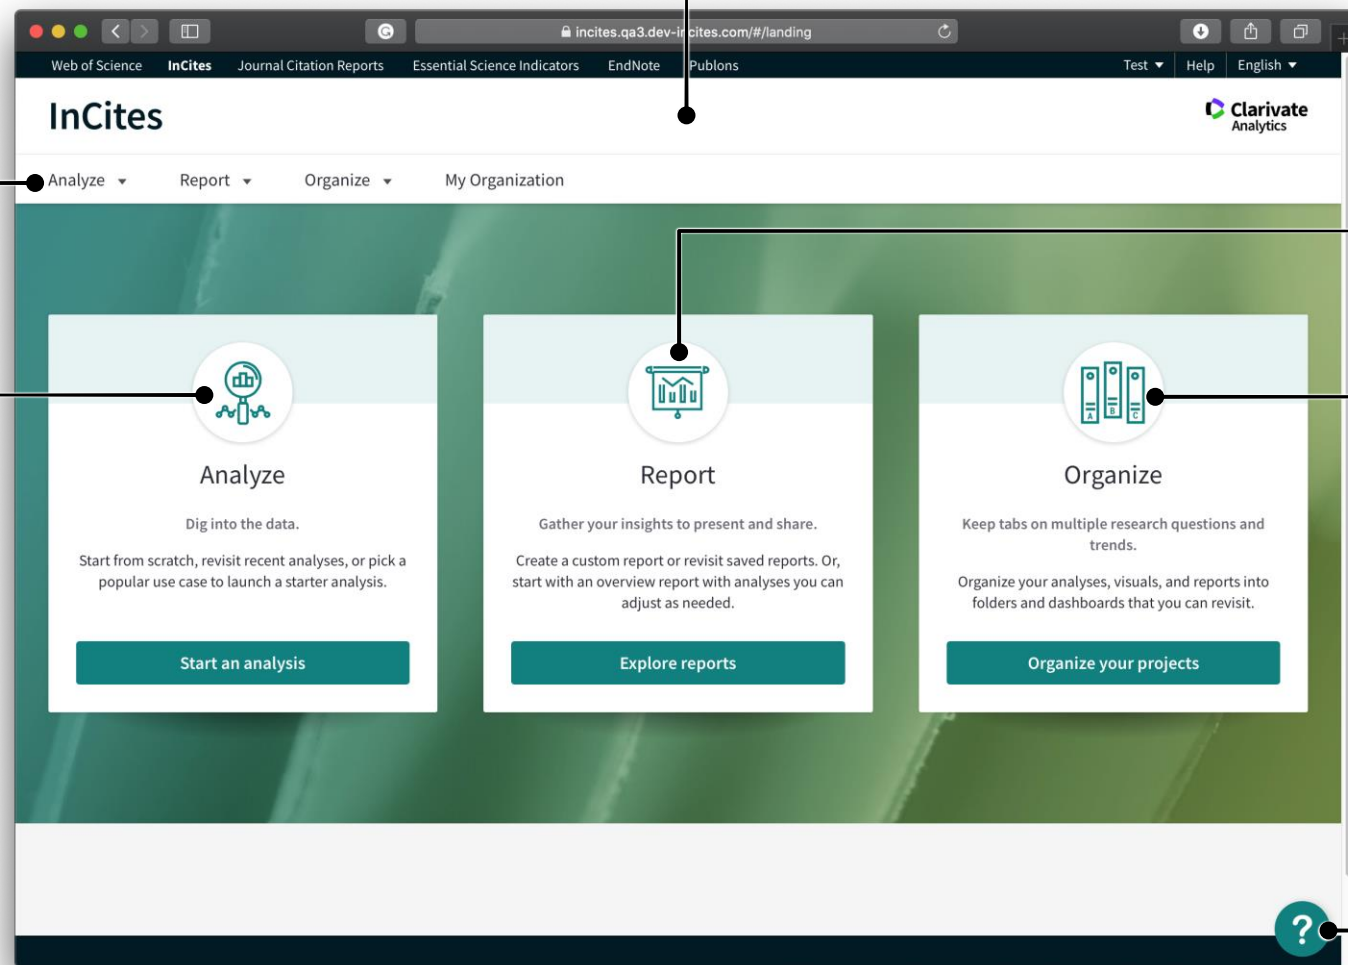 incites.qa3.dev-incites.com/#/landing
Web of Science InCites Journal Citation Reports Essential Science Indicators EndNote Publons Test Help English
InCites
Clarivate
Analytics
Analyze Report Organize My Organization
Analyze
Dig into the data.
Start from scratch, revisit recent analyses, or pick a
popular use case to launch a starter analysis.
Start an analysis
Report
Gather your insights to present and share.
Create a custom report or revisit saved reports. Or,
start with an overview report with analyses you can
adjust as needed.
Explore reports
A B C
Organize
Keep tabs on multiple research questions and
trends.
Organize your analyses, visuals, and reports into
folders and dashboards that you can revisit.
Organize your projects
?